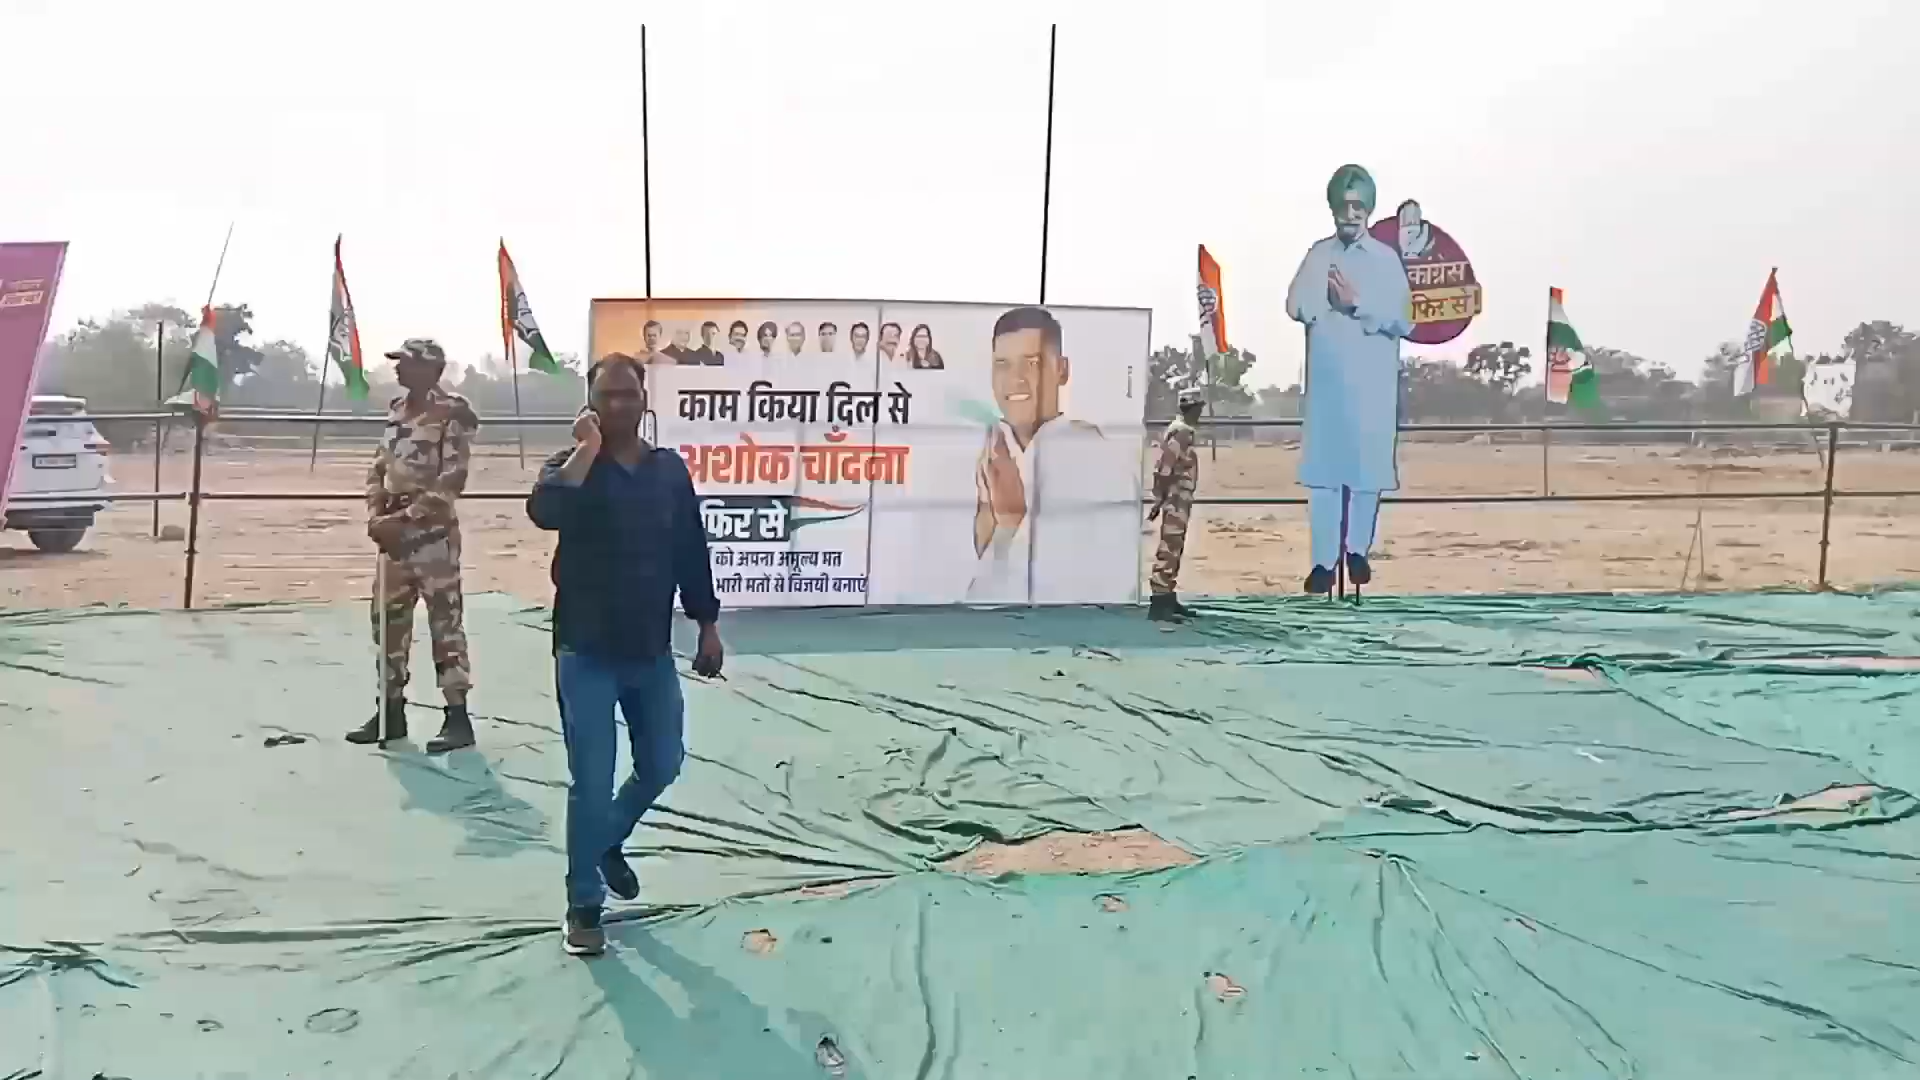 काम किया दिल से
अशोक चाँदना
फिर से
को अपना अमूल्य मत
भारी मतों से विजयी बनाएं
कांग्रेस
फिर से!